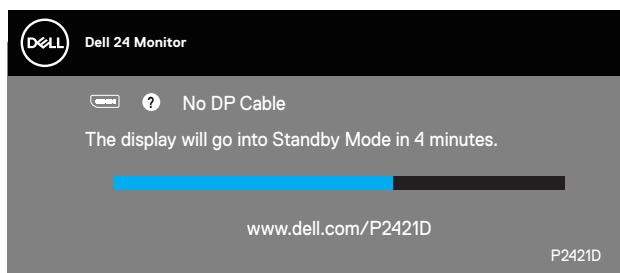 DELL
Dell 24 Monitor
? No DP Cable
The display will go into Standby Mode in 4 minutes.
www.dell.com/P2421D
P2421D